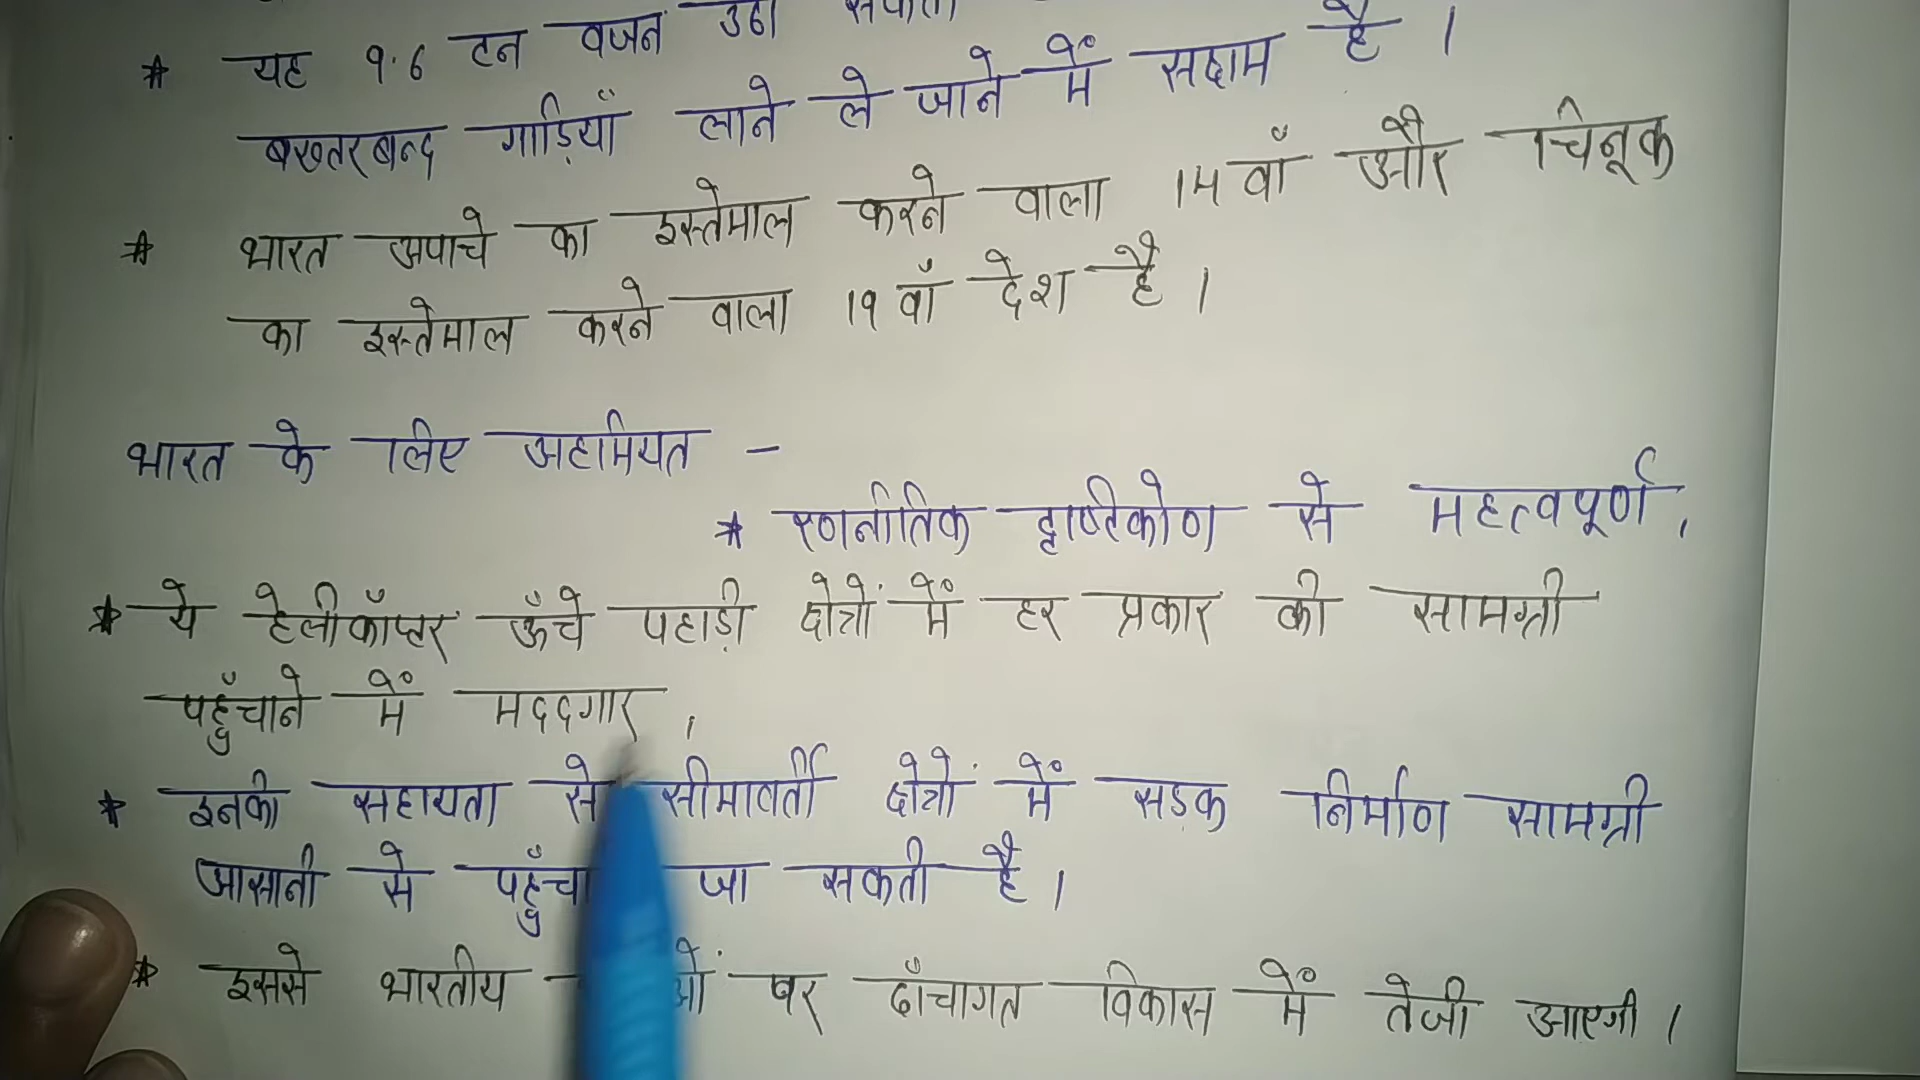 * यह 9.6 टन वजन उठा
बख्तरबन्द गाड़ियाँ लाने ले जाने में सक्षम है।
* भारत अपाचे का इस्तेमाल करने वाला 14वाँ और चिनूक
का इस्तेमाल करने वाला 19वाँ देश है।
भारत के लिए अहमियत -
* रणनीतिक दृष्टिकोण से महत्वपूर्ण,
* ये हेलीकॉप्टर ऊँचे पहाड़ी क्षेत्रों में हर प्रकार की सामग्री
पहुँचाने में मददगार,
* इनकी सहायता से सीमावर्ती क्षेत्रों में सड़क निर्माण सामग्री
आसानी से जा सकती है।
* इससे भारतीय पर ढाँचागत विकास में तेजी आएगी।